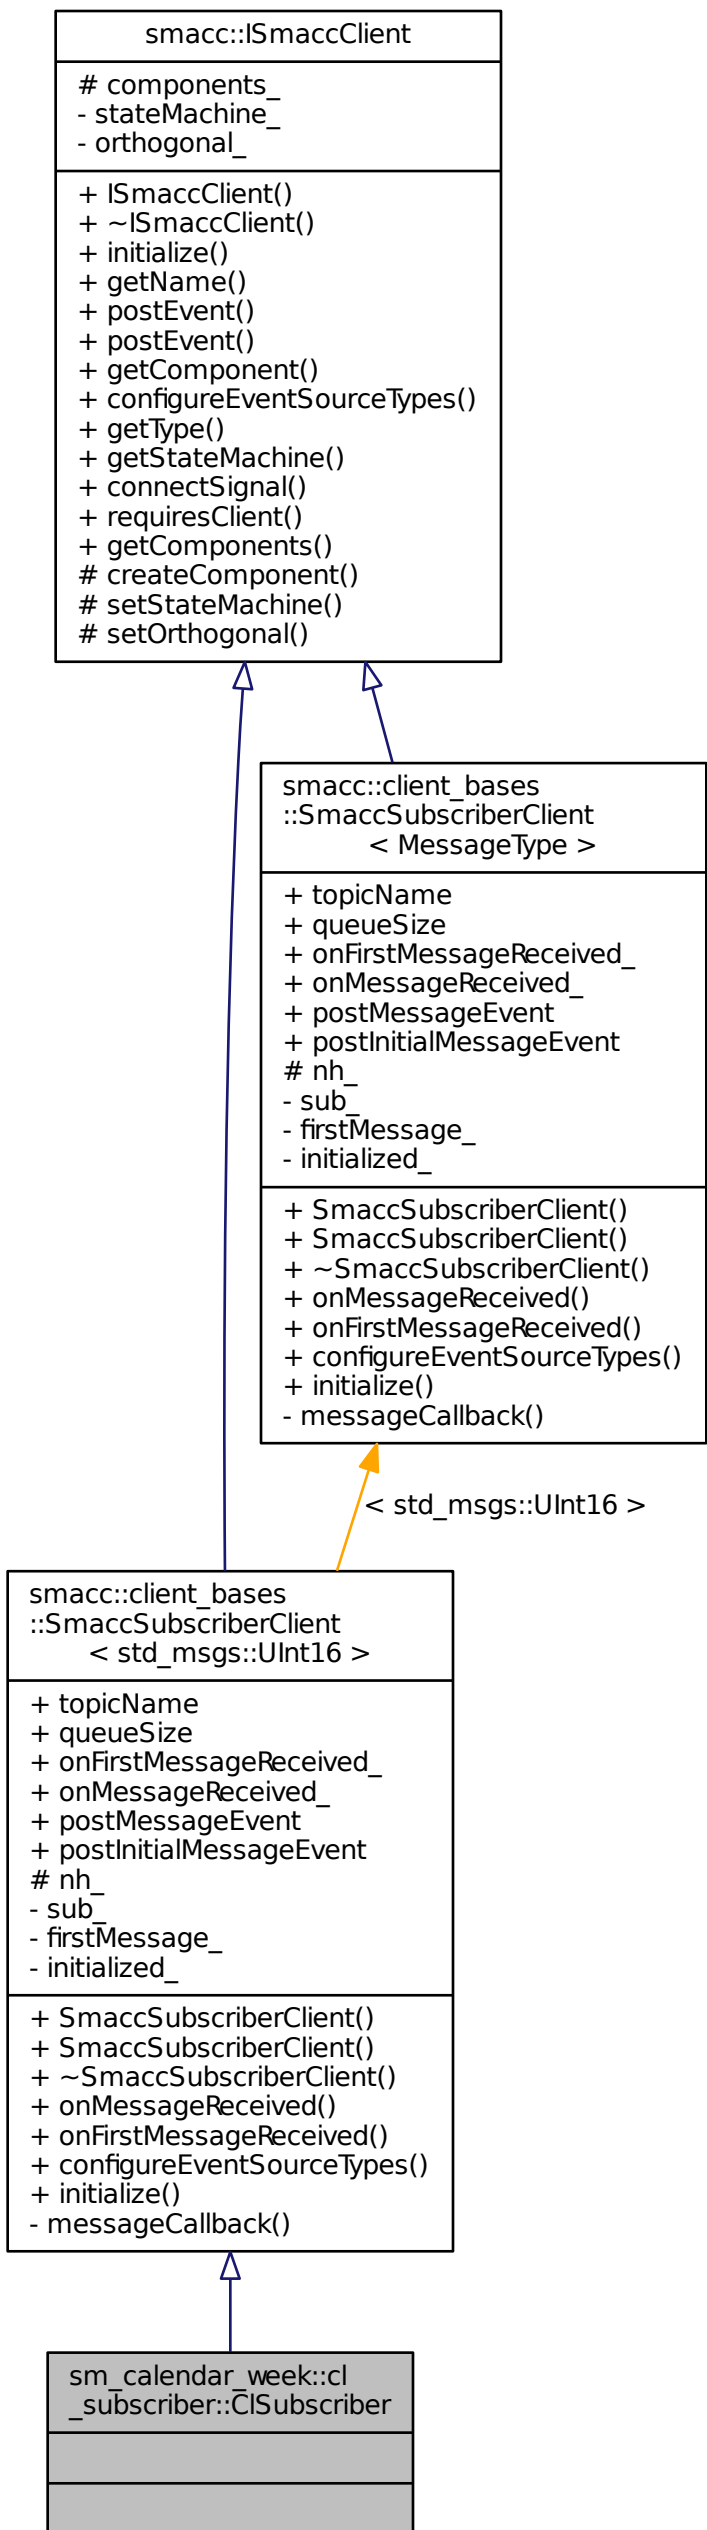 smacc::ISmaccClient
# components_
- stateMachine_
- orthogonal_
+ ISmaccClient()
+ ~ISmaccClient()
+ initialize()
+ getName()
+ postEvent()
+ postEvent()
+ getComponent()
+ configureEventSourceTypes()
+ getType()
+ getStateMachine()
+ connectSignal()
+ requiresClient()
+ getComponents()
# createComponent()
# setStateMachine()
# setOrthogonal()
smacc::client_bases
::SmaccSubscriberClient
< MessageType >
+ topicName
+ queueSize
+ onFirstMessageReceived_
+ onMessageReceived_
+ postMessageEvent
+ postInitialMessageEvent
# nh_
- sub_
- firstMessage_
- initialized_
+ SmaccSubscriberClient()
+ SmaccSubscriberClient()
+ ~SmaccSubscriberClient()
+ onMessageReceived()
+ onFirstMessageReceived()
+ configureEventSourceTypes()
+ initialize()
- messageCallback()
< std_msgs::UInt16 >
smacc::client_bases
::SmaccSubscriberClient
< std_msgs::UInt16 >
+ topicName
+ queueSize
+ onFirstMessageReceived_
+ onMessageReceived_
+ postMessageEvent
+ postInitialMessageEvent
# nh_
- sub_
- firstMessage_
- initialized_
+ SmaccSubscriberClient()
+ SmaccSubscriberClient()
+ ~SmaccSubscriberClient()
+ onMessageReceived()
+ onFirstMessageReceived()
+ configureEventSourceTypes()
+ initialize()
- messageCallback()
sm_calendar_week::cl
_subscriber::ClSubscriber